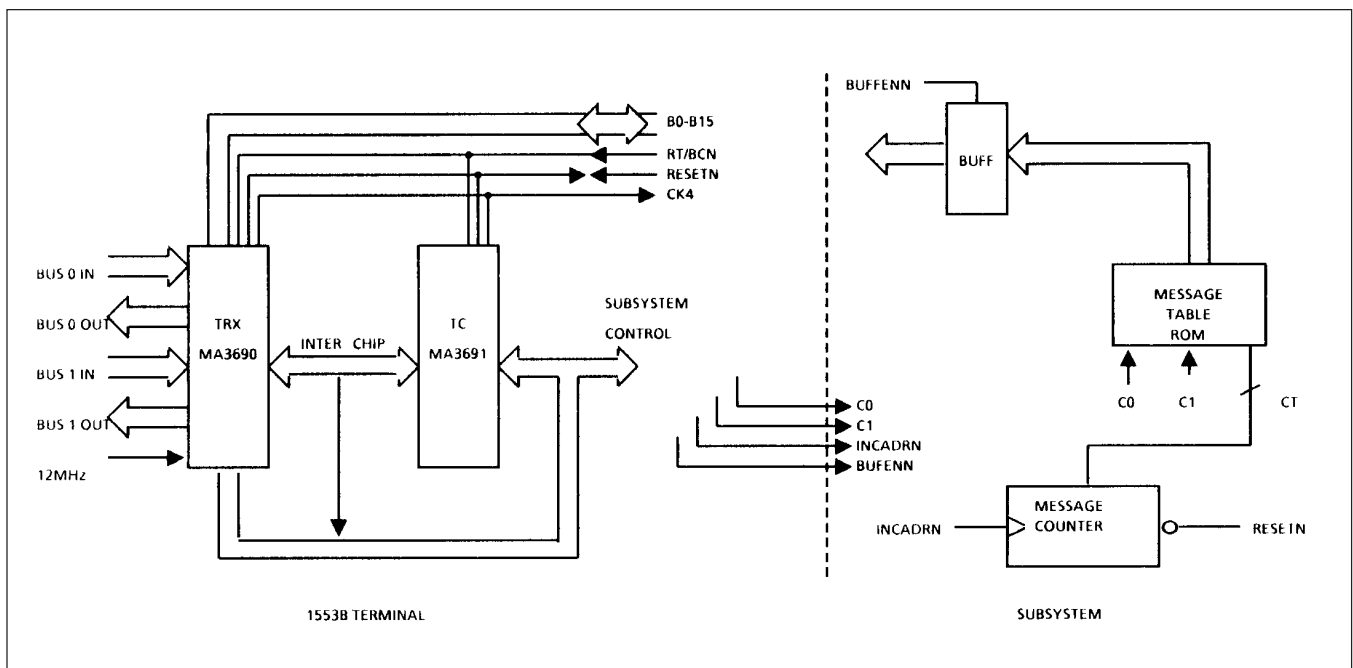 B0-B15
RT/BCN
RESETN
CK4
BUS 0 IN
BUS 0 OUT
BUS 1 IN
BUS 1 OUT
12MHz
TRX
MA3690
INTER CHIP
TC
MA3691
SUBSYSTEM
CONTROL
C0
C1
INCADRN
BUFENN
1553B TERMINAL
BUFFENN
BUFF
MESSAGE
TABLE
ROM
C0 C1 CT
MESSAGE
COUNTER
INCADRN
RESETN
SUBSYSTEM